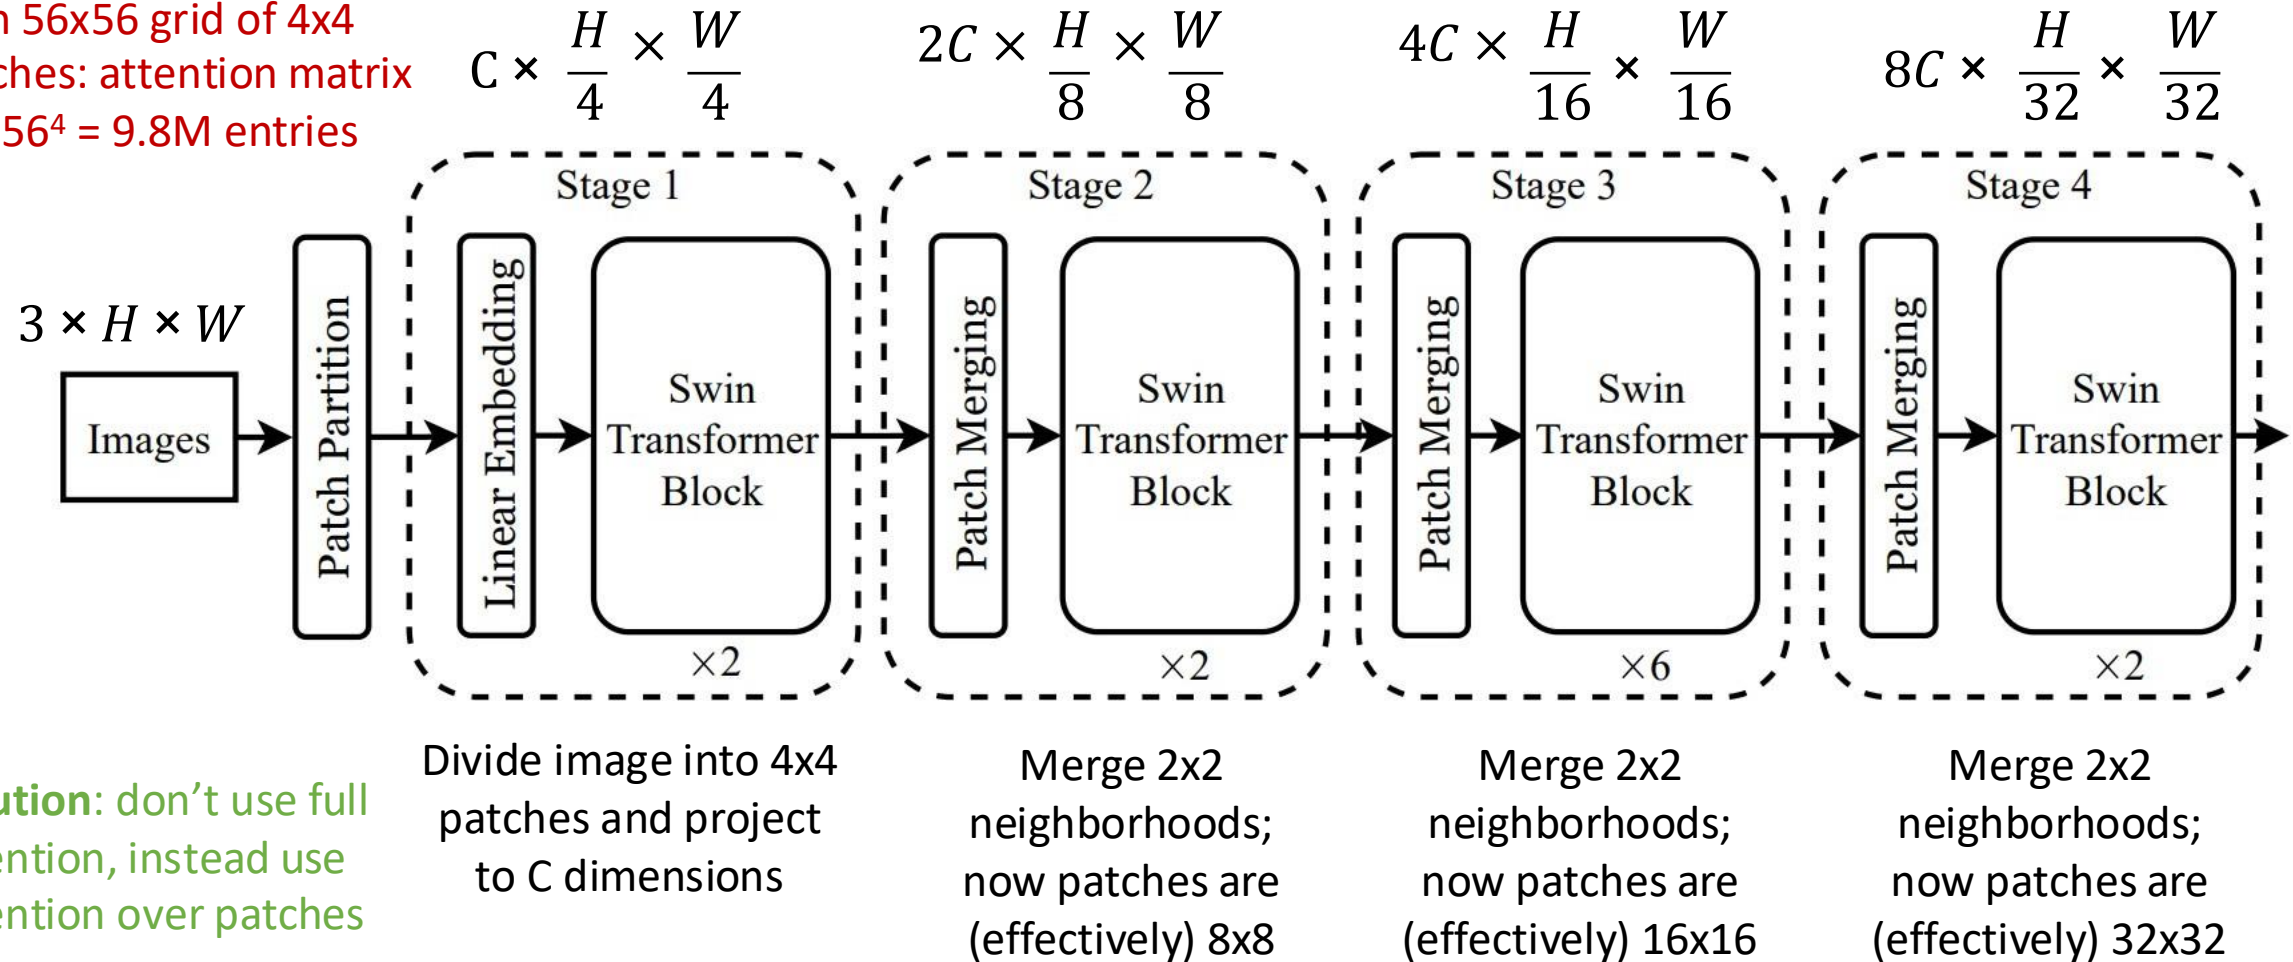 56x56 grid of 4x4
attention matrix
56⁴ = 9.8M entries
C × H/4 × W/4
2C × H/8 × W/8
4C × H/16 × W/16
8C × H/32 × W/32
3 × H × W
Images
Patch Partition
Stage 1
Linear Embedding
Swin
Transformer
Block
×2
Stage 2
Patch Merging
Swin
Transformer
Block
×2
Stage 3
Patch Merging
Swin
Transformer
Block
×6
Stage 4
Patch Merging
Swin
Transformer
Block
×2
: don’t use full
, instead use
over patches
Divide image into 4x4
patches and project
to C dimensions
Merge 2x2
neighborhoods;
now patches are
(effectively) 8x8
Merge 2x2
neighborhoods;
now patches are
(effectively) 16x16
Merge 2x2
neighborhoods;
now patches are
(effectively) 32x32